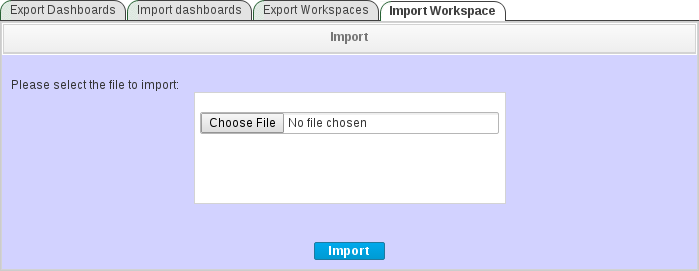 Export Dashboards Import dashboards Export Workspaces Import Workspace
Import
Please select the file to import:
Choose File No file chosen
Import